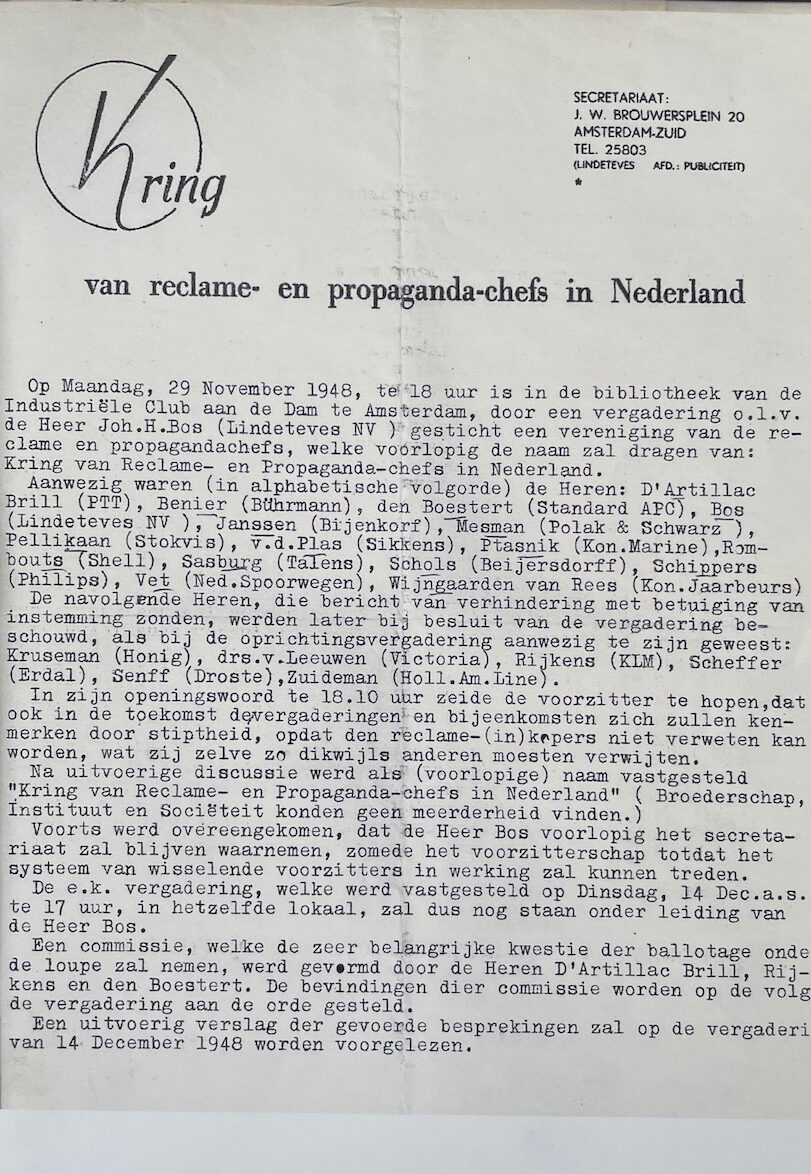 Kring
SECRETARIAAT:
J. W. BROUWERSPLEIN 20
AMSTERDAM-ZUID
TEL. 25803
(LINDETEVES AFD.: PUBLICITEIT)
*
van reclame- en propaganda-chefs in Nederland
Op Maandag, 29 November 1948, te 18 uur is in de bibliotheek van de
Industriële Club aan de Dam te Amsterdam, door een vergadering o.l.v.
de Heer Joh.H.Bos (Lindeteves NV ) gesticht een vereniging van de re-
clame en propagandachefs, welke voorlopig de naam zal dragen van:
Kring van Reclame- en Propaganda-chefs in Nederland.
Aanwezig waren (in alphabetische volgorde) de Heren: D'Artillac
Brill (PTT), Benier (Bührmann), den Boestert (Standard APC), Bos
(Lindeteves NV ), Janssen (Bijenkorf), Mesman (Polak & Schwarz ),
Pellikaan (Stokvis), v.d.Plas (Sikkens), Ptasnik (Kon.Marine),Rom-
bouts (Shell), Sasburg (Talens), Schols (Beijersdorff), Schippers
(Philips), Vet (Ned.Spoorwegen), Wijngaarden van Rees (Kon.Jaarbeurs)
De navolgende Heren, die bericht van verhindering met betuiging van
instemming zonden, werden later bij besluit van de vergadering be-
schouwd, als bij de oprichtingsvergadering aanwezig te zijn geweest:
Kruseman (Honig), drs.v.Leeuwen (Victoria), Rijkens (KLM), Scheffer
(Erdal), Senff (Droste),Zuideman (Holl.Am.Line).
In zijn openingswoord te 18.10 uur zeide de voorzitter te hopen,dat
ook in de toekomst de vergaderingen en bijeenkomsten zich zullen ken-
merken door stiptheid, opdat den reclame-(in)kopers niet verweten kan
worden, wat zij zelve zo dikwijls anderen moesten verwijten.
Na uitvoerige discussie werd als (voorlopige) naam vastgesteld
"Kring van Reclame- en Propaganda-chefs in Nederland" ( Broederschap,
Instituut en Sociëteit konden geen meerderheid vinden.)
Voorts werd overeengekomen, dat de Heer Bos voorlopig het secreta-
riaat zal blijven waarnemen, zomede het voorzitterschap totdat het
systeem van wisselende voorzitters in werking zal kunnen treden.
De e.k. vergadering, welke werd vastgesteld op Dinsdag, 14 Dec.a.s.
te 17 uur, in hetzelfde lokaal, zal dus nog staan onder leiding van
de Heer Bos.
Een commissie, welke de zeer belangrijke kwestie der ballotage onde
de loupe zal nemen, werd gevormd door de Heren D'Artillac Brill, Rij-
kens en den Boestert. De bevindingen dier commissie worden op de volg
de vergadering aan de orde gesteld.
Een uitvoerig verslag der gevoerde besprekingen zal op de vergaderi
van 14 December 1948 worden voorgelezen.